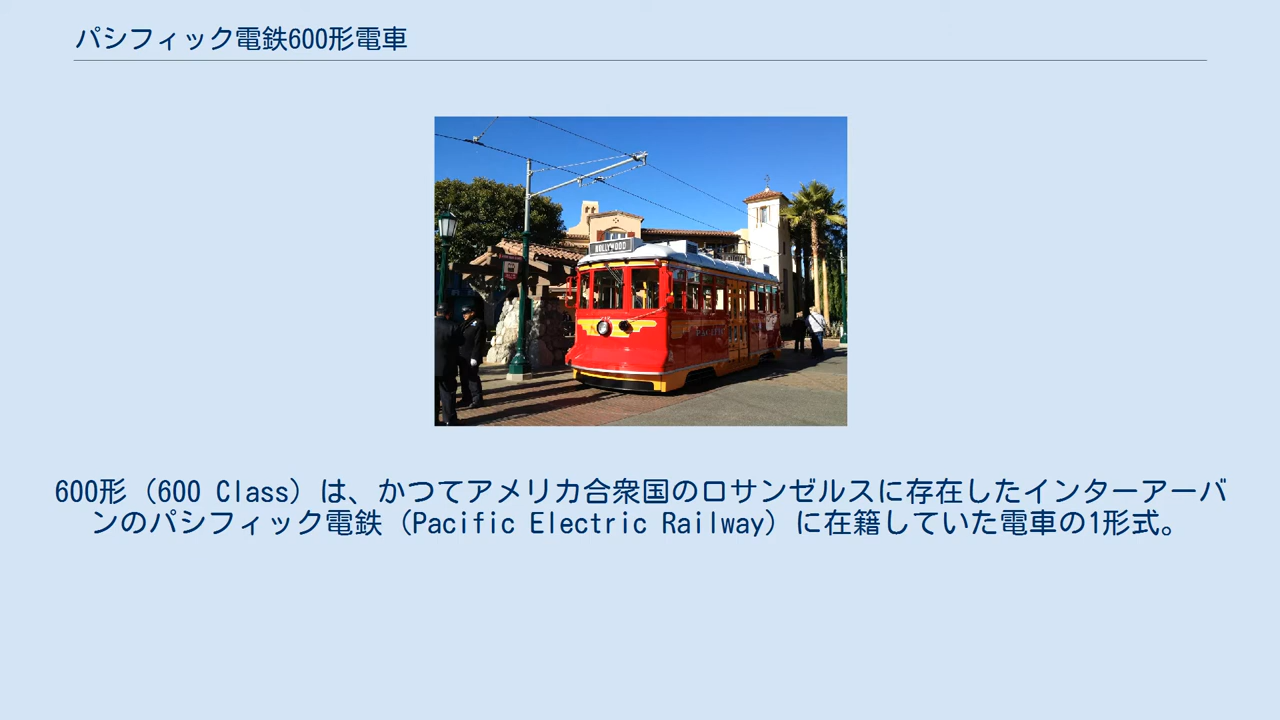 パシフィック電鉄600形電車
HOLLYWOOD
PACIFIC
600形（600 Class）は、かつてアメリカ合衆国のロサンゼルスに存在したインターアーバ
ンのパシフィック電鉄（Pacific Electric Railway）に在籍していた電車の1形式。